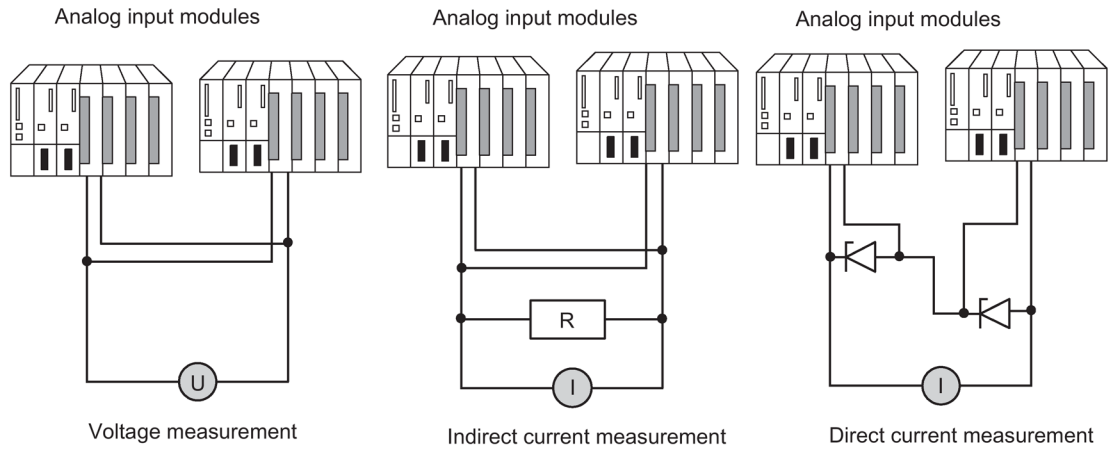 Analog input modules
Analog input modules
Analog input modules
R
U
I
I
Voltage measurement
Indirect current measurement
Direct current measurement